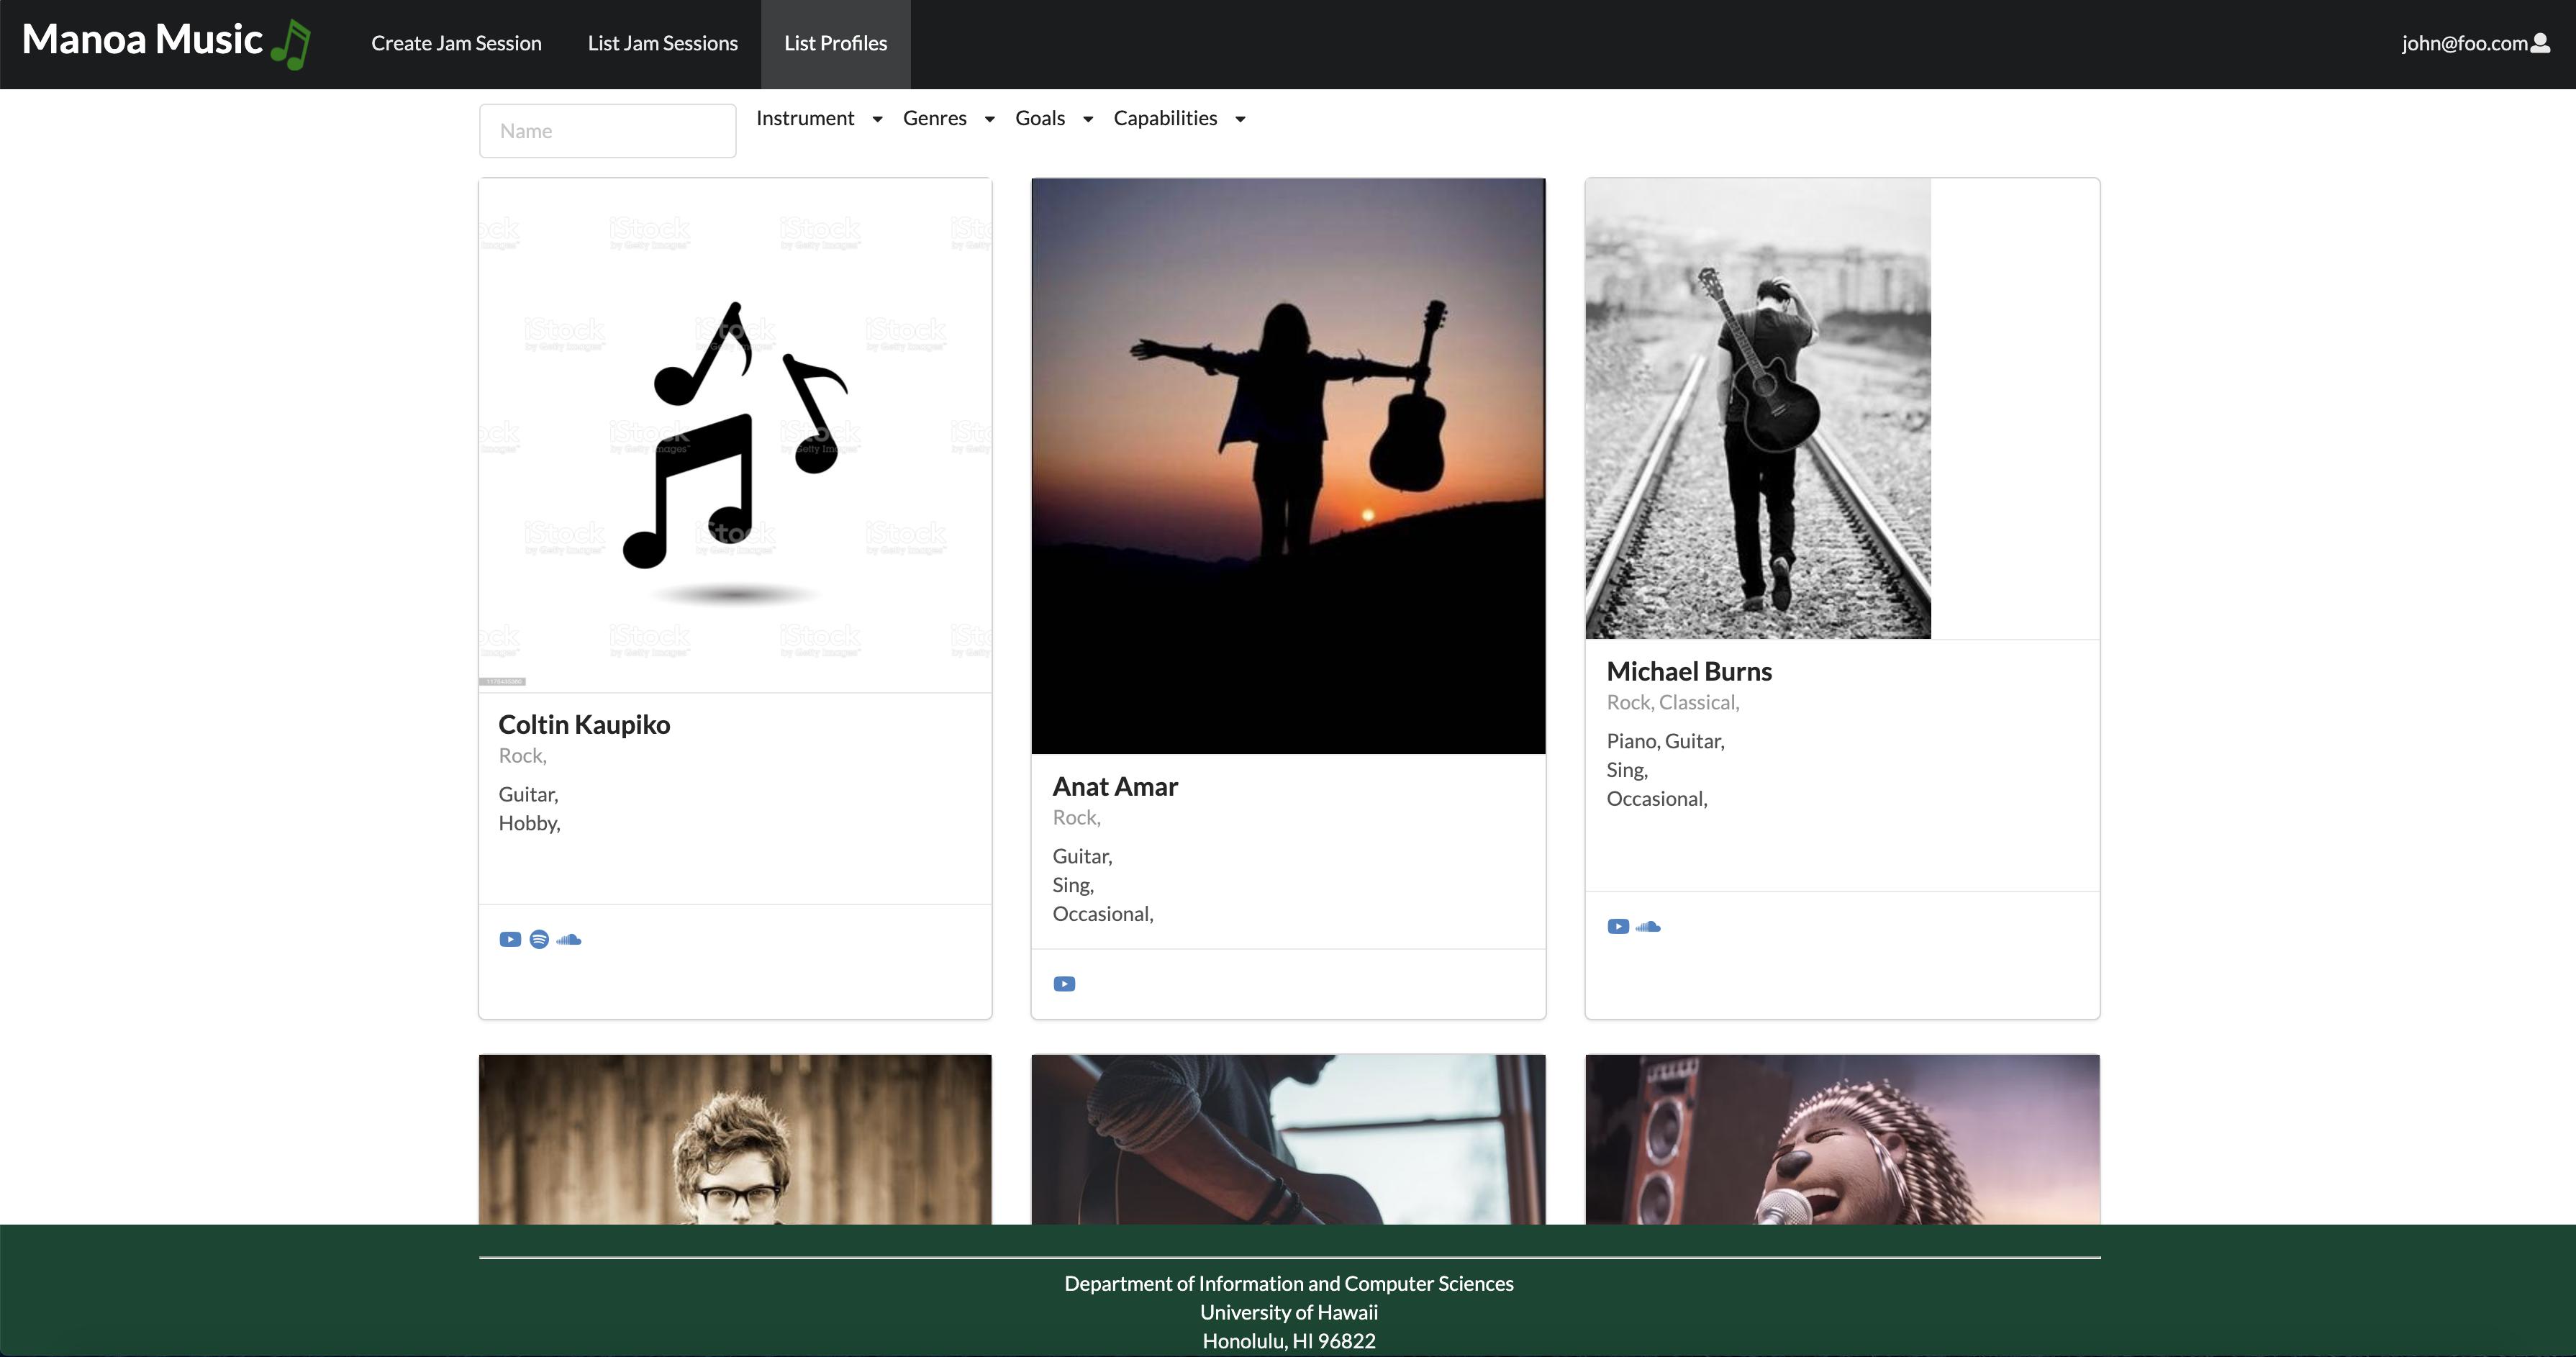 Manoa Music
Create Jam Session
List Jam Sessions
List Profiles
john@foo.com
Name
Instrument
Genres
Goals
Capabilities
iStock
by Getty Images™
Coltin Kaupiko
Rock,
Guitar,
Hobby,
Anat Amar
Rock,
Guitar,
Sing,
Occasional,
Michael Burns
Rock, Classical,
Piano, Guitar,
Sing,
Occasional,
Department of Information and Computer Sciences
University of Hawaii
Honolulu, HI 96822